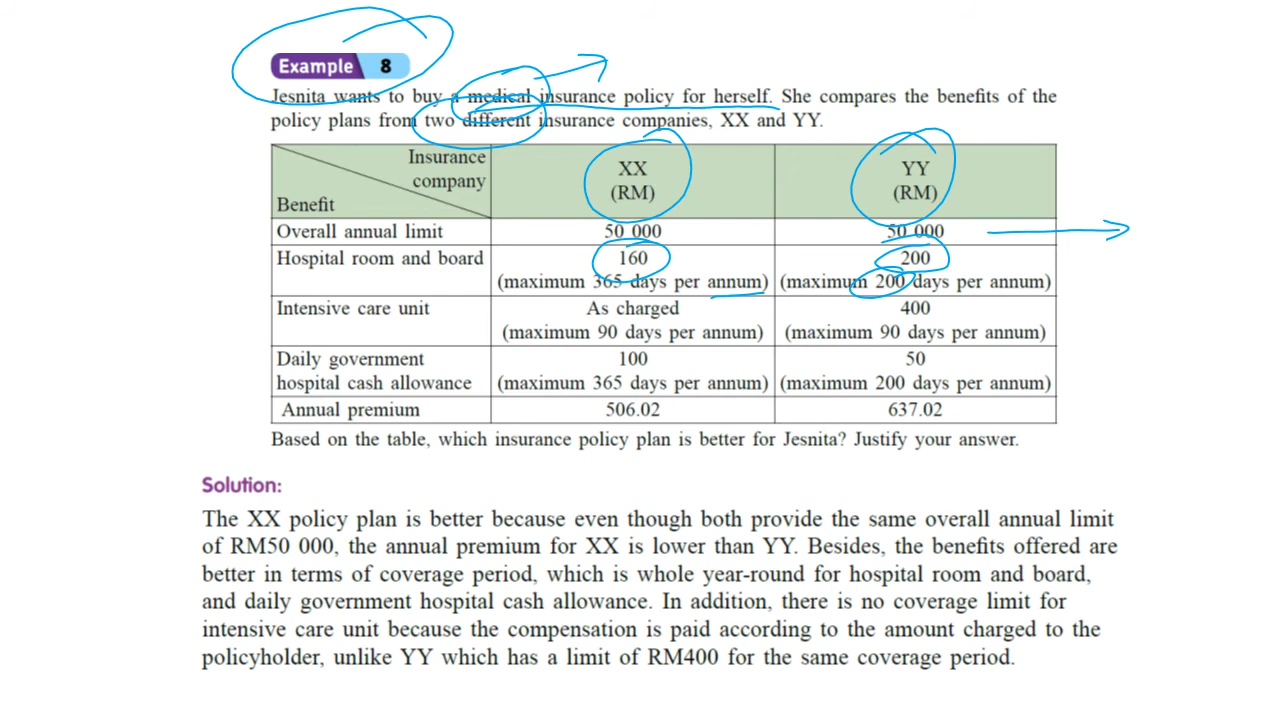 Example 8
Jesnita wants to buy a medical insurance policy for herself. She compares the benefits of the
policy plans from two different insurance companies, XX and YY.
Insurance company
Benefit
XX (RM)
YY (RM)
Overall annual limit 50 000 50 000
Hospital room and board 160 (maximum 365 days per annum) 200 (maximum 200 days per annum)
Intensive care unit As charged (maximum 90 days per annum) 400 (maximum 90 days per annum)
Daily government hospital cash allowance 100 (maximum 365 days per annum) 50 (maximum 200 days per annum)
Annual premium 506.02 637.02
Based on the table, which insurance policy plan is better for Jesnita? Justify your answer.
Solution:
The XX policy plan is better because even though both provide the same overall annual limit
of RM50 000, the annual premium for XX is lower than YY. Besides, the benefits offered are
better in terms of coverage period, which is whole year-round for hospital room and board,
and daily government hospital cash allowance. In addition, there is no coverage limit for
intensive care unit because the compensation is paid according to the amount charged to the
policyholder, unlike YY which has a limit of RM400 for the same coverage period.